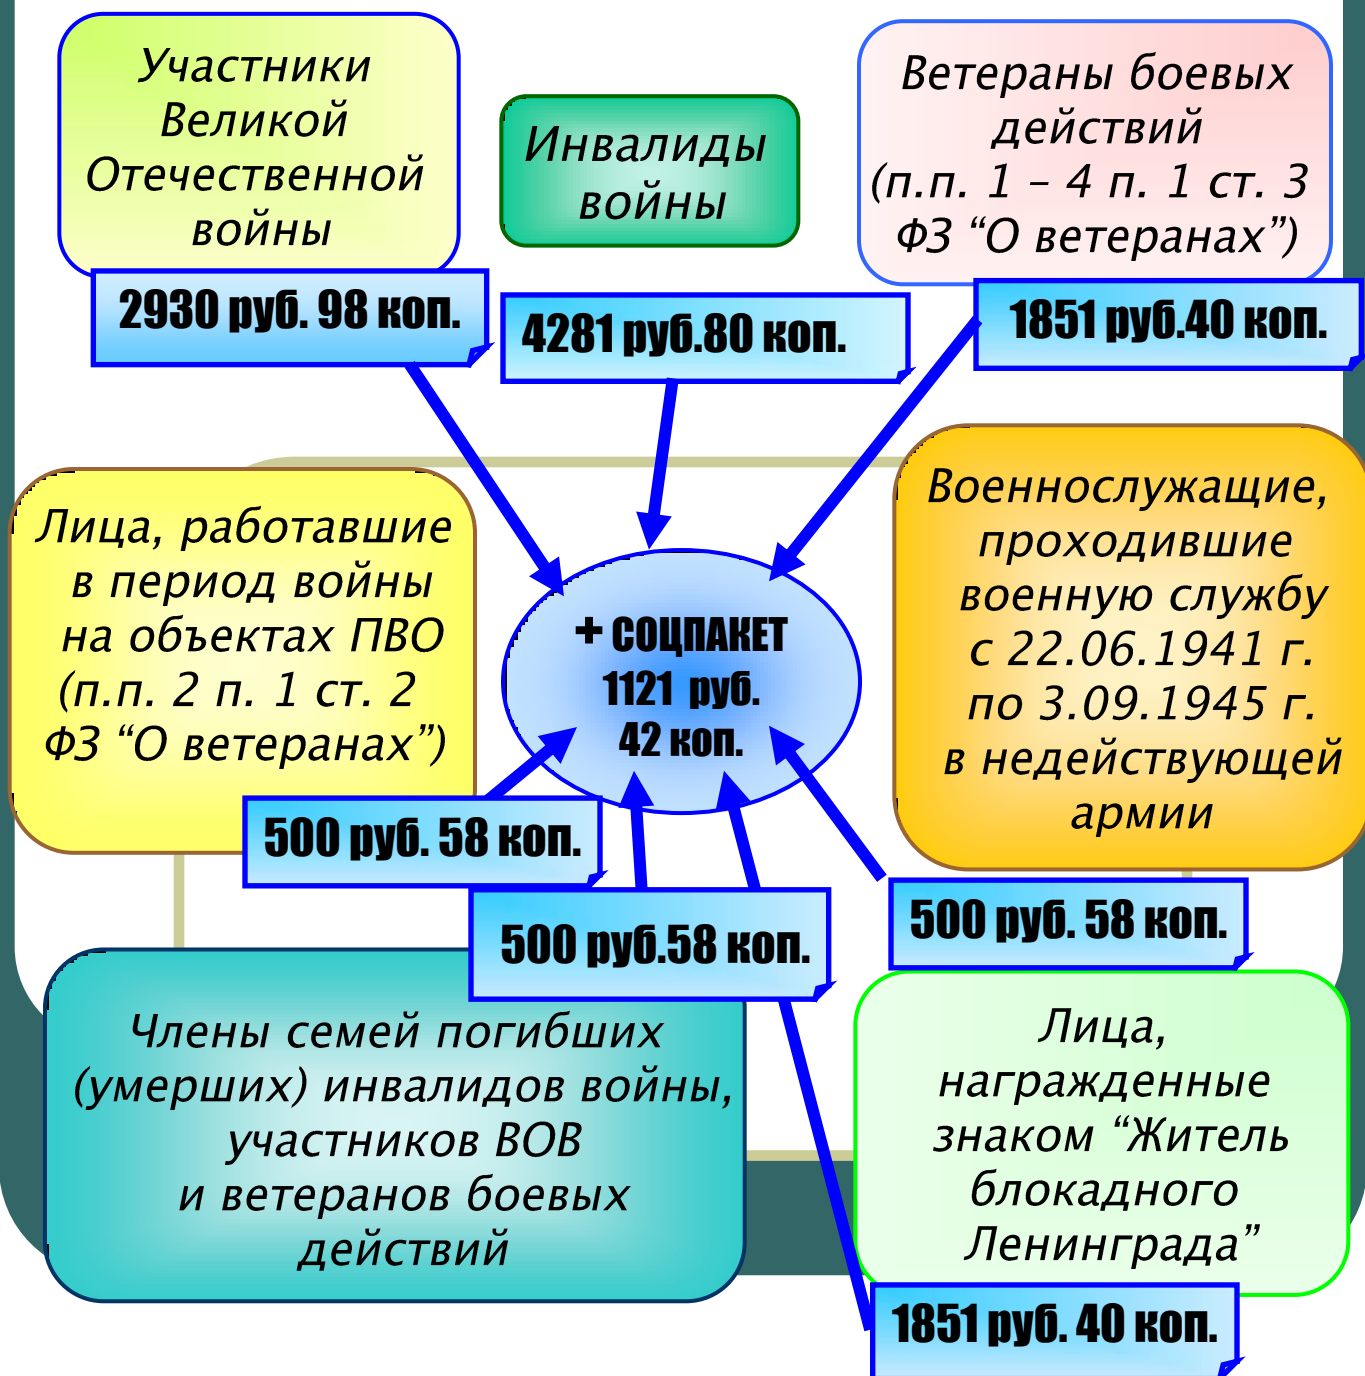 Участники
Великой
Отечественной
войны
2930 руб. 98 коп.
Инвалиды
войны
4281 руб.80 коп.
Ветераны боевых
действий
(п.п. 1 – 4 п. 1 ст. 3
ФЗ “О ветеранах”)
1851 руб.40 коп.
Лица, работавшие
в период войны
на объектах ПВО
(п.п. 2 п. 1 ст. 2
ФЗ “О ветеранах”)
500 руб. 58 коп.
+ СОЦПАКЕТ
1121 руб.
42 коп.
Военнослужащие,
проходившие
военную службу
с 22.06.1941 г.
по 3.09.1945 г.
в недействующей
армии
500 руб. 58 коп.
500 руб.58 коп.
Члены семей погибших
(умерших) инвалидов войны,
участников ВОВ
и ветеранов боевых
действий
Лица,
награжденные
знаком “Житель
блокадного
Ленинграда”
1851 руб. 40 коп.